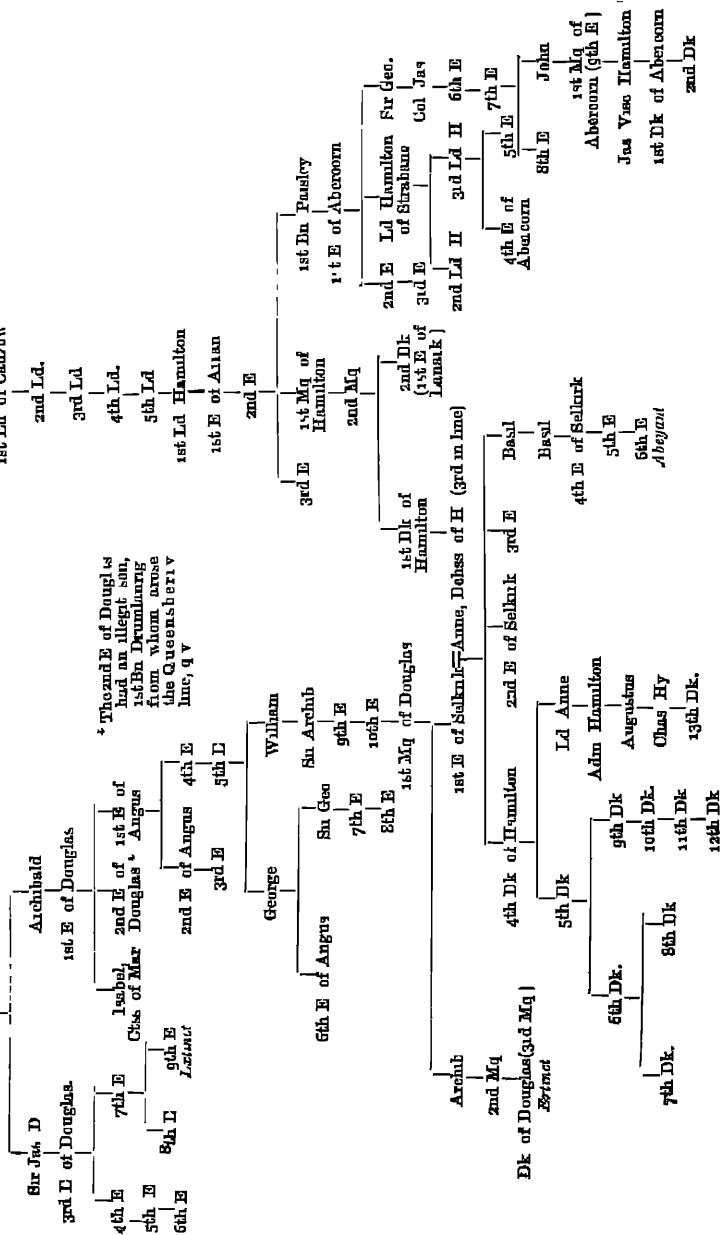 1st Ld of Cadzow
2nd Ld.
3rd Ld
4th Ld.
5th Ld
1st Ld Hamilton
1st E of Arran
2nd E
3rd E
1st Mq of
Hamilton
2nd Mq
1st Dk of
Hamilton
2nd Dk
(1st E of
Lanark)
1st Bn Paisley
1st E of Abercorn
2nd E
3rd E
Ld Hamilton
of Strabane
2nd Ld H
3rd Ld H
4th E of
Abercorn
5th E
Sir Geo.
Col Jas
6th E
7th E
8th E
John
1st Mq of
Abercorn (9th E)
Jas Visc Hamilton
1st Dk of Abercorn
2nd Dk
Sir Jas. D
3rd E of Douglas.
4th E
5th E
6th E
7th E
8th E
9th E
Extinct
Archibald
1st E of Douglas
Isabel,
Ctss of Mar
2nd E of
Douglas *
1st E of
Angus
* The 2nd E of Douglas
had an illegit son,
1st Bn Drumlanrig
from whom arose
the Queensberry
line, q v
2nd E of Angus
3rd E
4th E
5th E
George
William
6th E of Angus
Sir Geo
7th E
8th E
Sir Archib
9th E
10th E
1st Mq of Douglas
Archib
2nd Mq
Dk of Douglas (3rd Mq)
Extinct
1st E of Selkirk=Anne, Dchss of H (3rd in line)
4th Dk of Hamilton
2nd E of Selkirk
3rd E
Basil
Basil
4th E of Selkirk
5th E
6th E
Abeyant
5th Dk
Ld Anne
Adm Hamilton
Augustus
Chas Hy
13th Dk.
6th Dk.
7th Dk.
8th Dk
9th Dk
10th Dk.
11th Dk
12th Dk